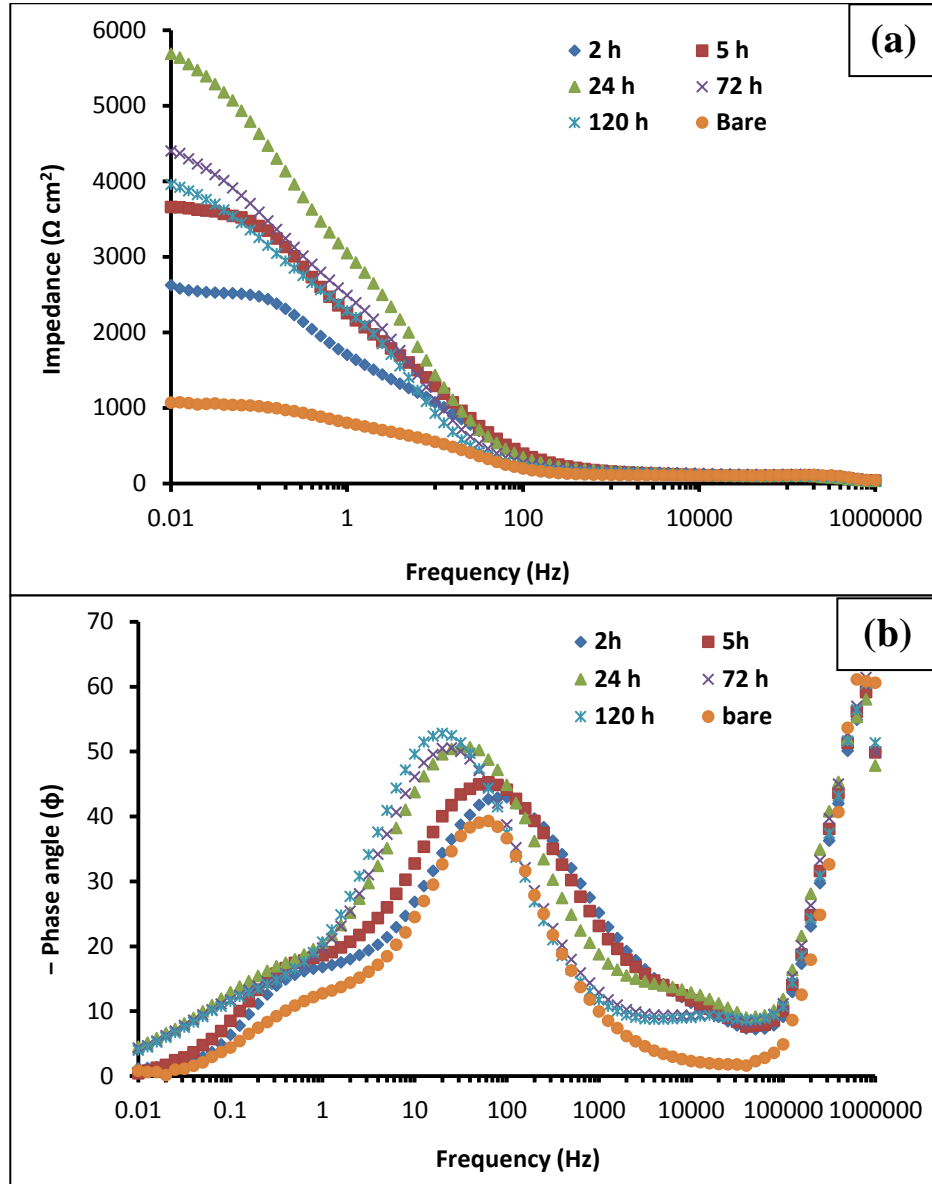 (a)
6000
5000
4000
3000
2000
1000
0
Impedance (Ω cm²)
2 h 5 h
24 h 72 h
120 h Bare
0.01 1 100 10000 1000000
Frequency (Hz)
(b)
70
60
50
40
30
20
10
0
– Phase angle (ϕ)
2h 5h
24 h 72 h
120 h bare
0.01 0.1 1 10 100 1000 10000 100000 1000000
Frequency (Hz)